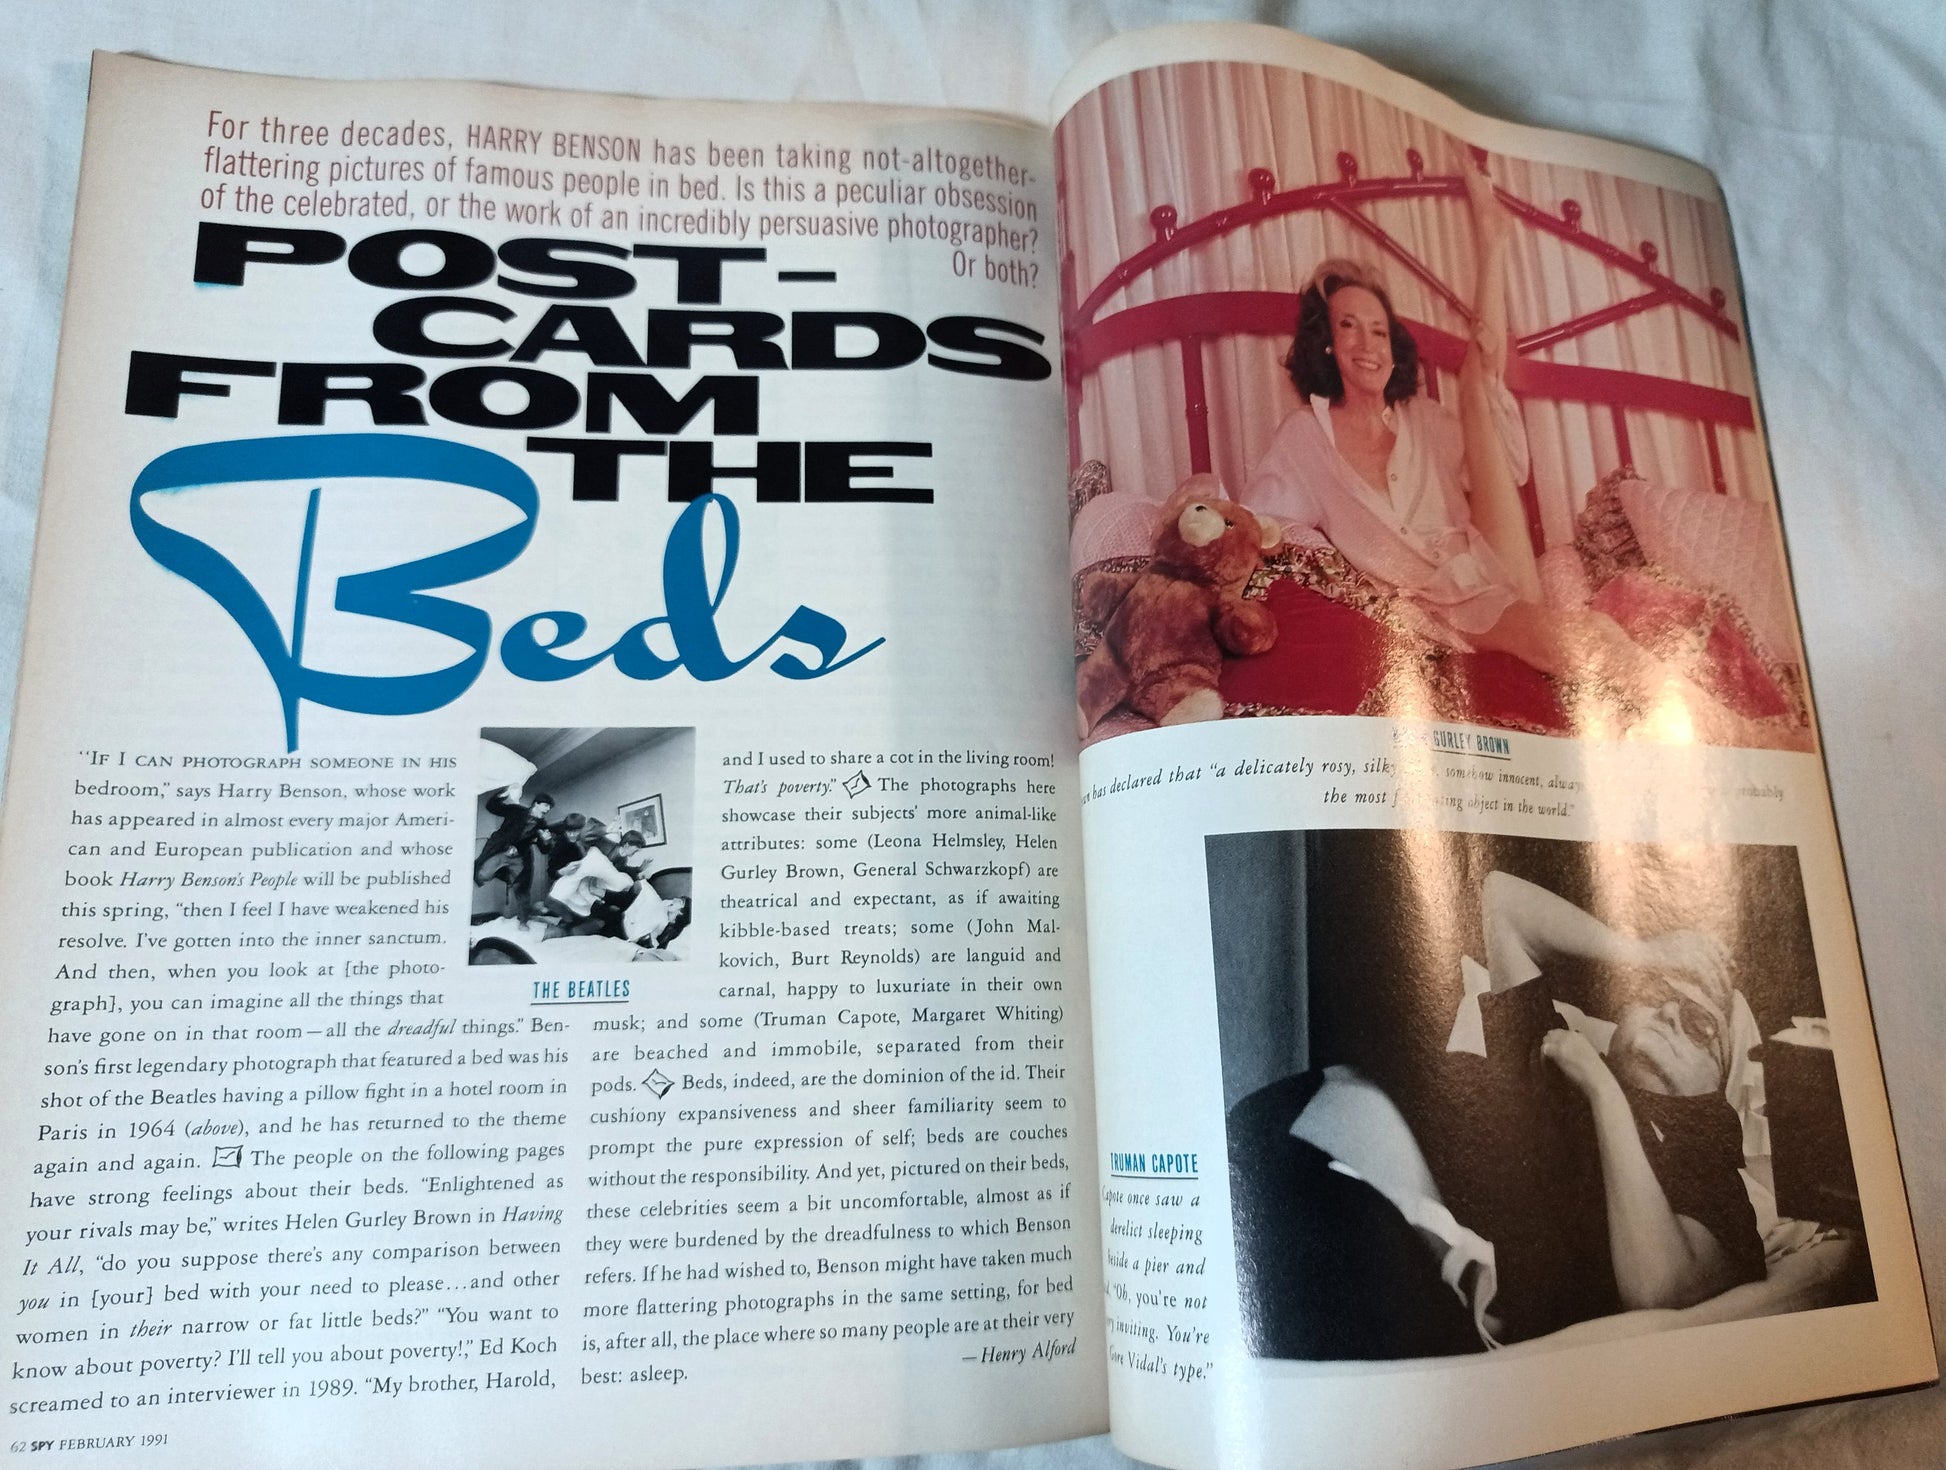 For three decades, HARRY BENSON has been taking not-altogether-
flattering pictures of famous people in bed. Is this a peculiar obsession
of the celebrated, or the work of an incredibly persuasive photographer?
Or both?
POST-
CARDS
FROM
THE
Beds
“IF I CAN PHOTOGRAPH SOMEONE IN HIS
bedroom,” says Harry Benson, whose work
has appeared in almost every major Ameri-
can and European publication and whose
book Harry Benson's People will be published
this spring, “then I feel I have weakened his
resolve. I've gotten into the inner sanctum.
And then, when you look at [the photo-
graph], you can imagine all the things that
have gone on in that room—all the dreadful things.” Ben-
son's first legendary photograph that featured a bed was his
shot of the Beatles having a pillow fight in a hotel room in
Paris in 1964 (above), and he has returned to the theme
again and again. The people on the following pages
have strong feelings about their beds. “Enlightened as
your rivals may be,” writes Helen Gurley Brown in Having
It All, “do you suppose there's any comparison between
you in [your] bed with your need to please...and other
women in their narrow or fat little beds?” “You want to
know about poverty? I'll tell you about poverty!,” Ed Koch
screamed to an interviewer in 1989. “My brother, Harold,
THE BEATLES
and I used to share a cot in the living room!
That's poverty.” The photographs here
showcase their subjects' more animal-like
attributes: some (Leona Helmsley, Helen
Gurley Brown, General Schwarzkopf) are
theatrical and expectant, as if awaiting
kibble-based treats; some (John Mal-
kovich, Burt Reynolds) are languid and
carnal, happy to luxuriate in their own
musk; and some (Truman Capote, Margaret Whiting)
are beached and immobile, separated from their
pods. Beds, indeed, are the dominion of the id. Their
cushiony expansiveness and sheer familiarity seem to
prompt the pure expression of self; beds are couches
without the responsibility. And yet, pictured on their beds,
these celebrities seem a bit uncomfortable, almost as if
they were burdened by the dreadfulness to which Benson
refers. If he had wished to, Benson might have taken much
more flattering photographs in the same setting, for bed
is, after all, the place where so many people are at their very
best: asleep.
—Henry Alford
62 SPY FEBRUARY 1991
GURLEY BROWN
has declared that “a delicately rosy, silky somehow innocent, probably
the most object in the world.”
TRUMAN CAPOTE
Capote once saw a
derelict sleeping
beside a pier and
“Oh, you're not
inviting. You're
Gore Vidal's type.”